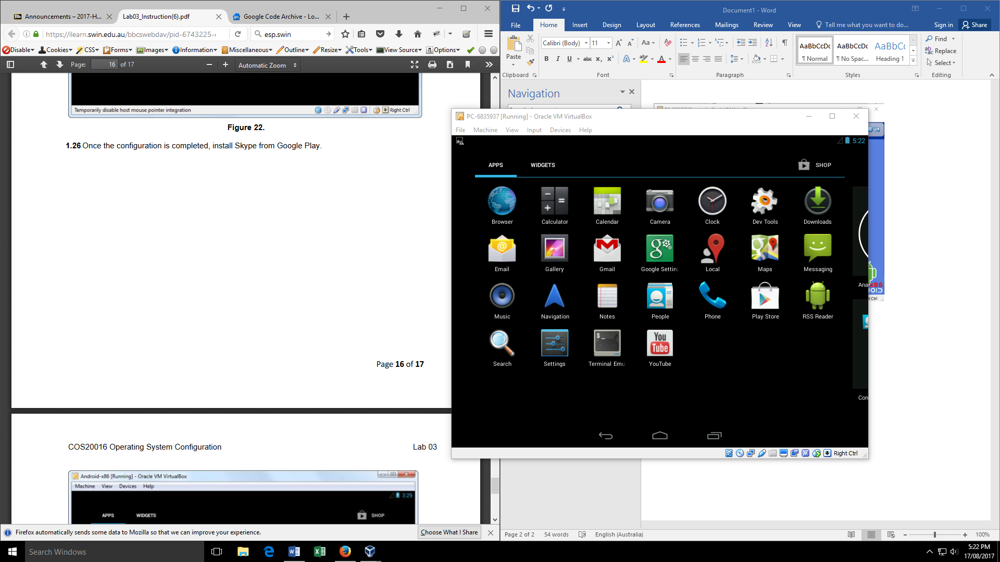 Announcements – 2017-H...
Lab03_Instruction(6).pdf
Google Code Archive - Lo...
https://ilearn.swin.edu.au/bbcswebdav/pid-6743225-
esp.swin
Disable
Cookies
CSS
Forms
Images
Information
Miscellaneous
Outline
Resize
Tools
View Source
Options
Page: 16 of 17
Automatic Zoom
Temporarily disable host mouse pointer integration
Right Ctrl
Figure 22.
1.26 Once the configuration is completed, install Skype from Google Play.
Page 16 of 17
COS20016 Operating System Configuration
Lab 03
Android-x86 [Running] - Oracle VM VirtualBox
Machine View Devices Help
3:29
APPS WIDGETS SHOP
Firefox automatically sends some data to Mozilla so that we can improve your experience.
Choose What I Share
Document1 - Word
File Home Insert Design Layout References Mailings Review View Tell me what you want to do... Sign in Share
Paste
Calibri (Body) 11
AaBbCcDc AaBbCcDc AaBbCc
¶ Normal ¶ No Spac... Heading 1
Find
Replace
Select
Clipboard Font Paragraph Styles Editing
Navigation
PC-6835937 [Running] - Oracle VM VirtualBox
File Machine View Input Devices Help
5:22
APPS WIDGETS SHOP
Browser Calculator Calendar Camera Clock Dev Tools Downloads
Email Gallery Gmail Google Settin Local Maps Messaging
Music Navigation Notes People Phone Play Store RSS Reader
Search Settings Terminal Emu YouTube
Ana
Con
x86
Right Ctrl
Page 2 of 2 54 words English (Australia)
100%
Search Windows
5:22 PM
17/08/2017